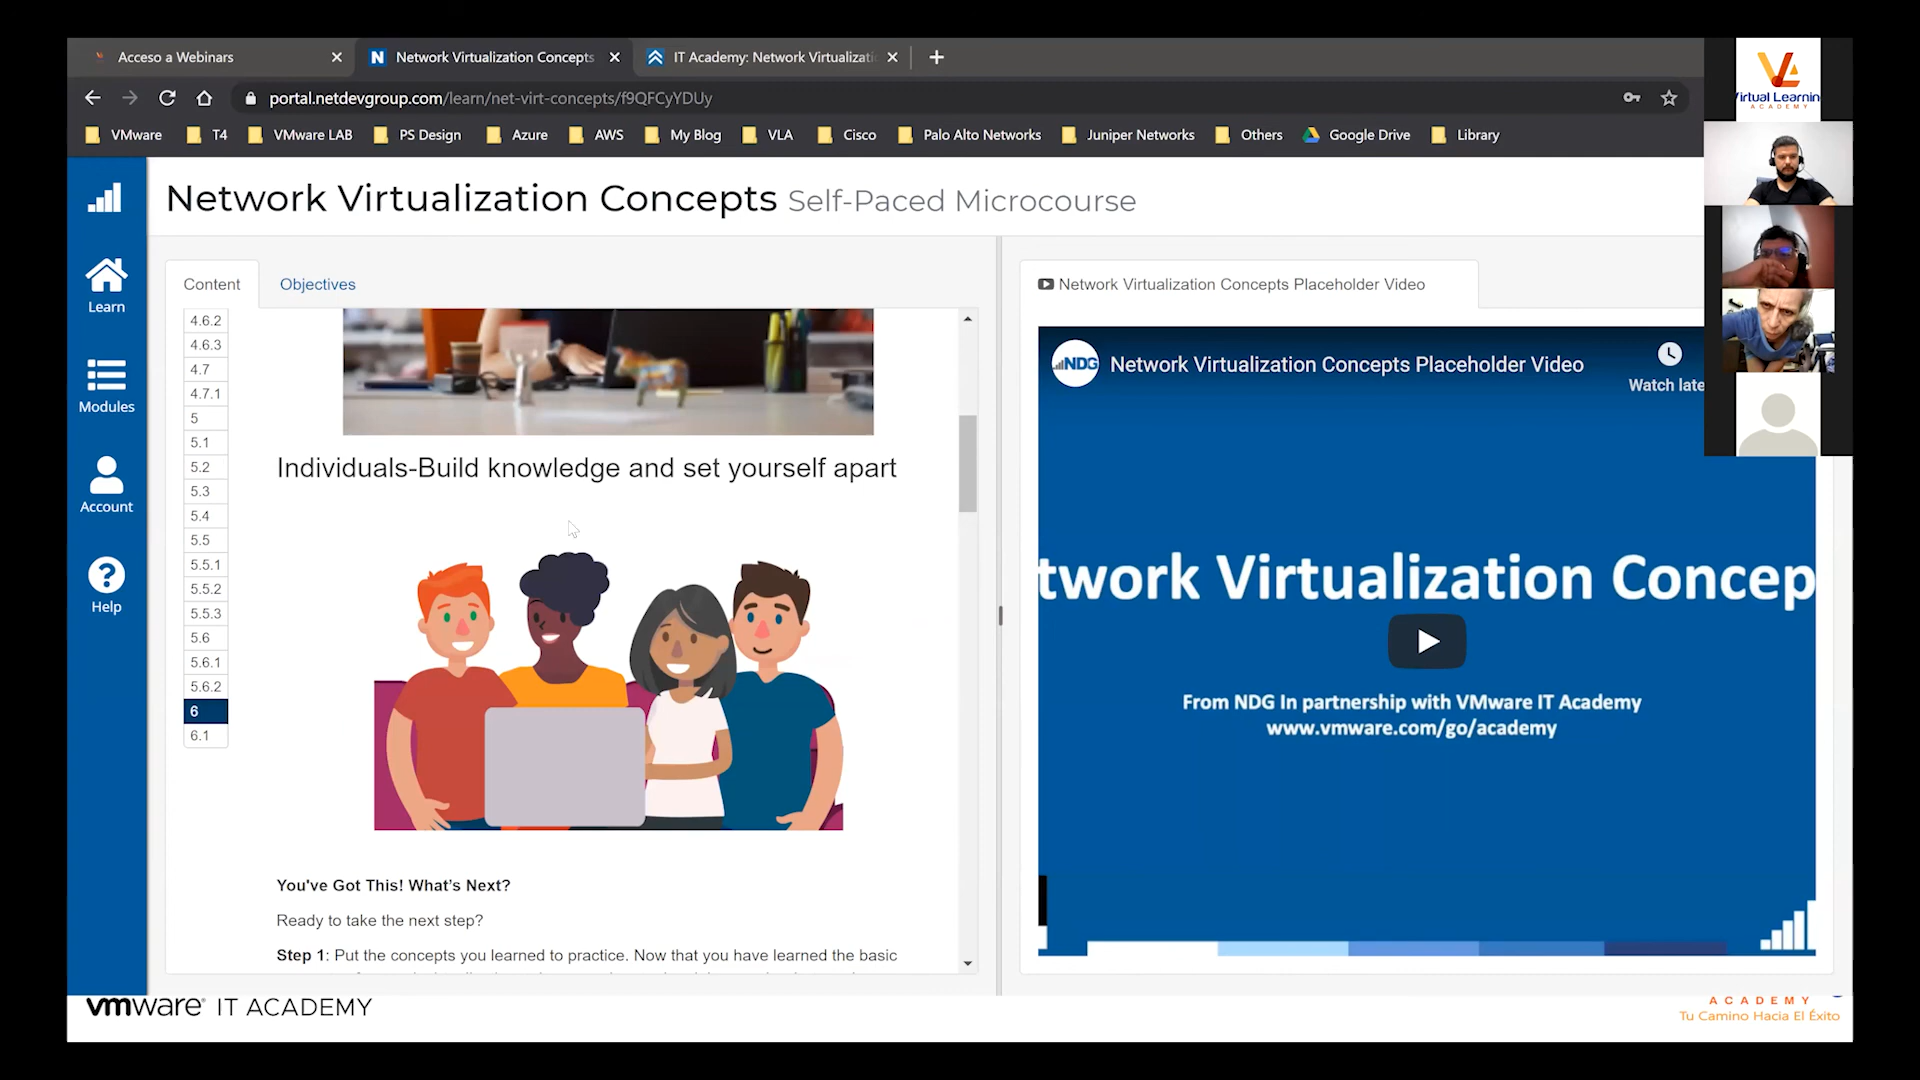 Acceso a Webinars
Network Virtualization Concepts
IT Academy: Network Virtualizati
portal.netdevgroup.com/learn/net-virt-concepts/f9QFCyYDUy
VMware T4 VMware LAB PS Design Azure AWS My Blog VLA Cisco Palo Alto Networks Juniper Networks Others Google Drive Library
Virtual Learnin
ACADEMY
Network Virtualization Concepts Self-Paced Microcourse
Learn
Modules
Account
Help
Content
Objectives
4.6.2
4.6.3
4.7
4.7.1
5
5.1
5.2
5.3
5.4
5.5
5.5.1
5.5.2
5.5.3
5.6
5.6.1
5.6.2
6
6.1
Individuals-Build knowledge and set yourself apart
You've Got This! What's Next?
Ready to take the next step?
Step 1: Put the concepts you learned to practice. Now that you have learned the basic
Network Virtualization Concepts Placeholder Video
NDG Network Virtualization Concepts Placeholder Video
Watch late
twork Virtualization Concep
From NDG In partnership with VMware IT Academy
www.vmware.com/go/academy
vmware IT ACADEMY
ACADEMY
Tu Camino Hacia El Éxito